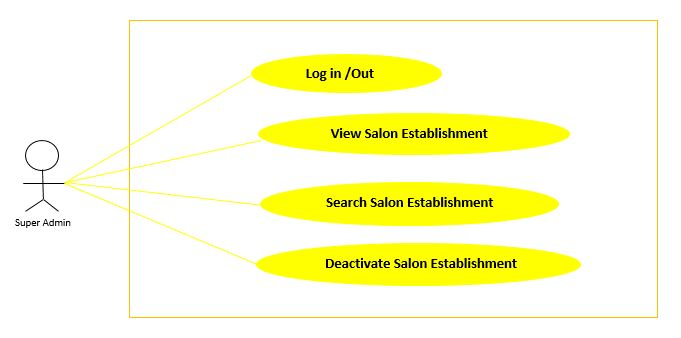 Log in /Out
View Salon Establishment
Search Salon Establishment
Super Admin
Deactivate Salon Establishment